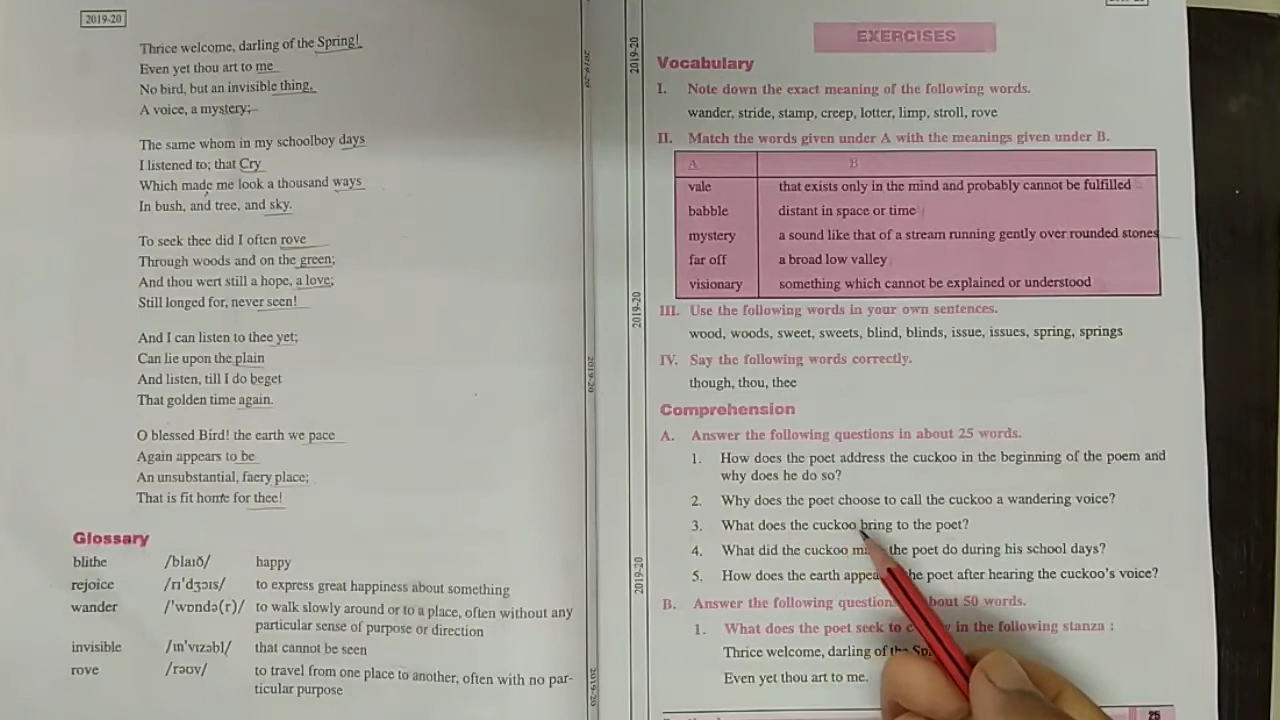 2019-20
Thrice welcome, darling of the Spring!
Even yet thou art to me
No bird, but an invisible thing,
A voice, a mystery;
The same whom in my schoolboy days
I listened to; that Cry
Which made me look a thousand ways
In bush, and tree, and sky.
To seek thee did I often rove
Through woods and on the green;
And thou wert still a hope, a love;
Still longed for, never seen!
And I can listen to thee yet;
Can lie upon the plain
And listen, till I do beget
That golden time again.
O blessed Bird! the earth we pace
Again appears to be
An unsubstantial, faery place;
That is fit home for thee!
Glossary
blithe /blaɪð/ happy
rejoice /rɪ'dʒɔɪs/ to express great happiness about something
wander /'wɒndə(r)/ to walk slowly around or to a place, often without any
particular sense of purpose or direction
invisible /ɪn'vɪzəbl/ that cannot be seen
rove /rəʊv/ to travel from one place to another, often with no par-
ticular purpose
2019-20
2019-20
2019-20
2019-20
2019-20
2019-20
EXERCISES
Vocabulary
I. Note down the exact meaning of the following words.
wander, stride, stamp, creep, lotter, limp, stroll, rove
II. Match the words given under A with the meanings given under B.
A B
vale that exists only in the mind and probably cannot be fulfilled
babble distant in space or time
mystery a sound like that of a stream running gently over rounded stones
far off a broad low valley
visionary something which cannot be explained or understood
III. Use the following words in your own sentences.
wood, woods, sweet, sweets, blind, blinds, issue, issues, spring, springs
IV. Say the following words correctly.
though, thou, thee
Comprehension
A. Answer the following questions in about 25 words.
1. How does the poet address the cuckoo in the beginning of the poem and
why does he do so?
2. Why does the poet choose to call the cuckoo a wandering voice?
3. What does the cuckoo bring to the poet?
4. What did the cuckoo the poet do during his school days?
5. How does the earth the poet after hearing the cuckoo's voice?
B. Answer the following about 50 words.
1. What does the poet seek to in the following stanza :
Thrice welcome, darling of the
Even yet thou art to me.
25